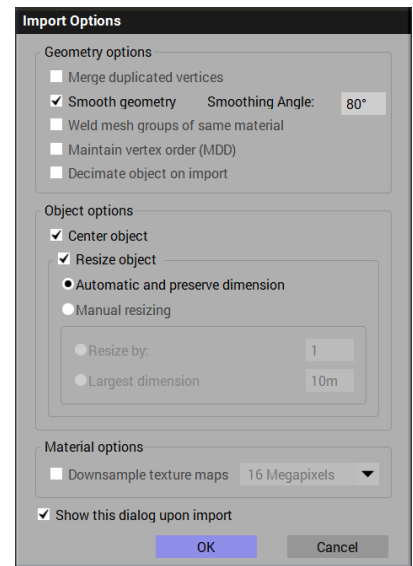 Import Options
Geometry options
Merge duplicated vertices
Smooth geometry Smoothing Angle: 80°
Weld mesh groups of same material
Maintain vertex order (MDD)
Decimate object on import
Object options
Center object
Resize object
Automatic and preserve dimension
Manual resizing
Resize by: 1
Largest dimension 10m
Material options
Downsample texture maps 16 Megapixels
Show this dialog upon import
OK Cancel